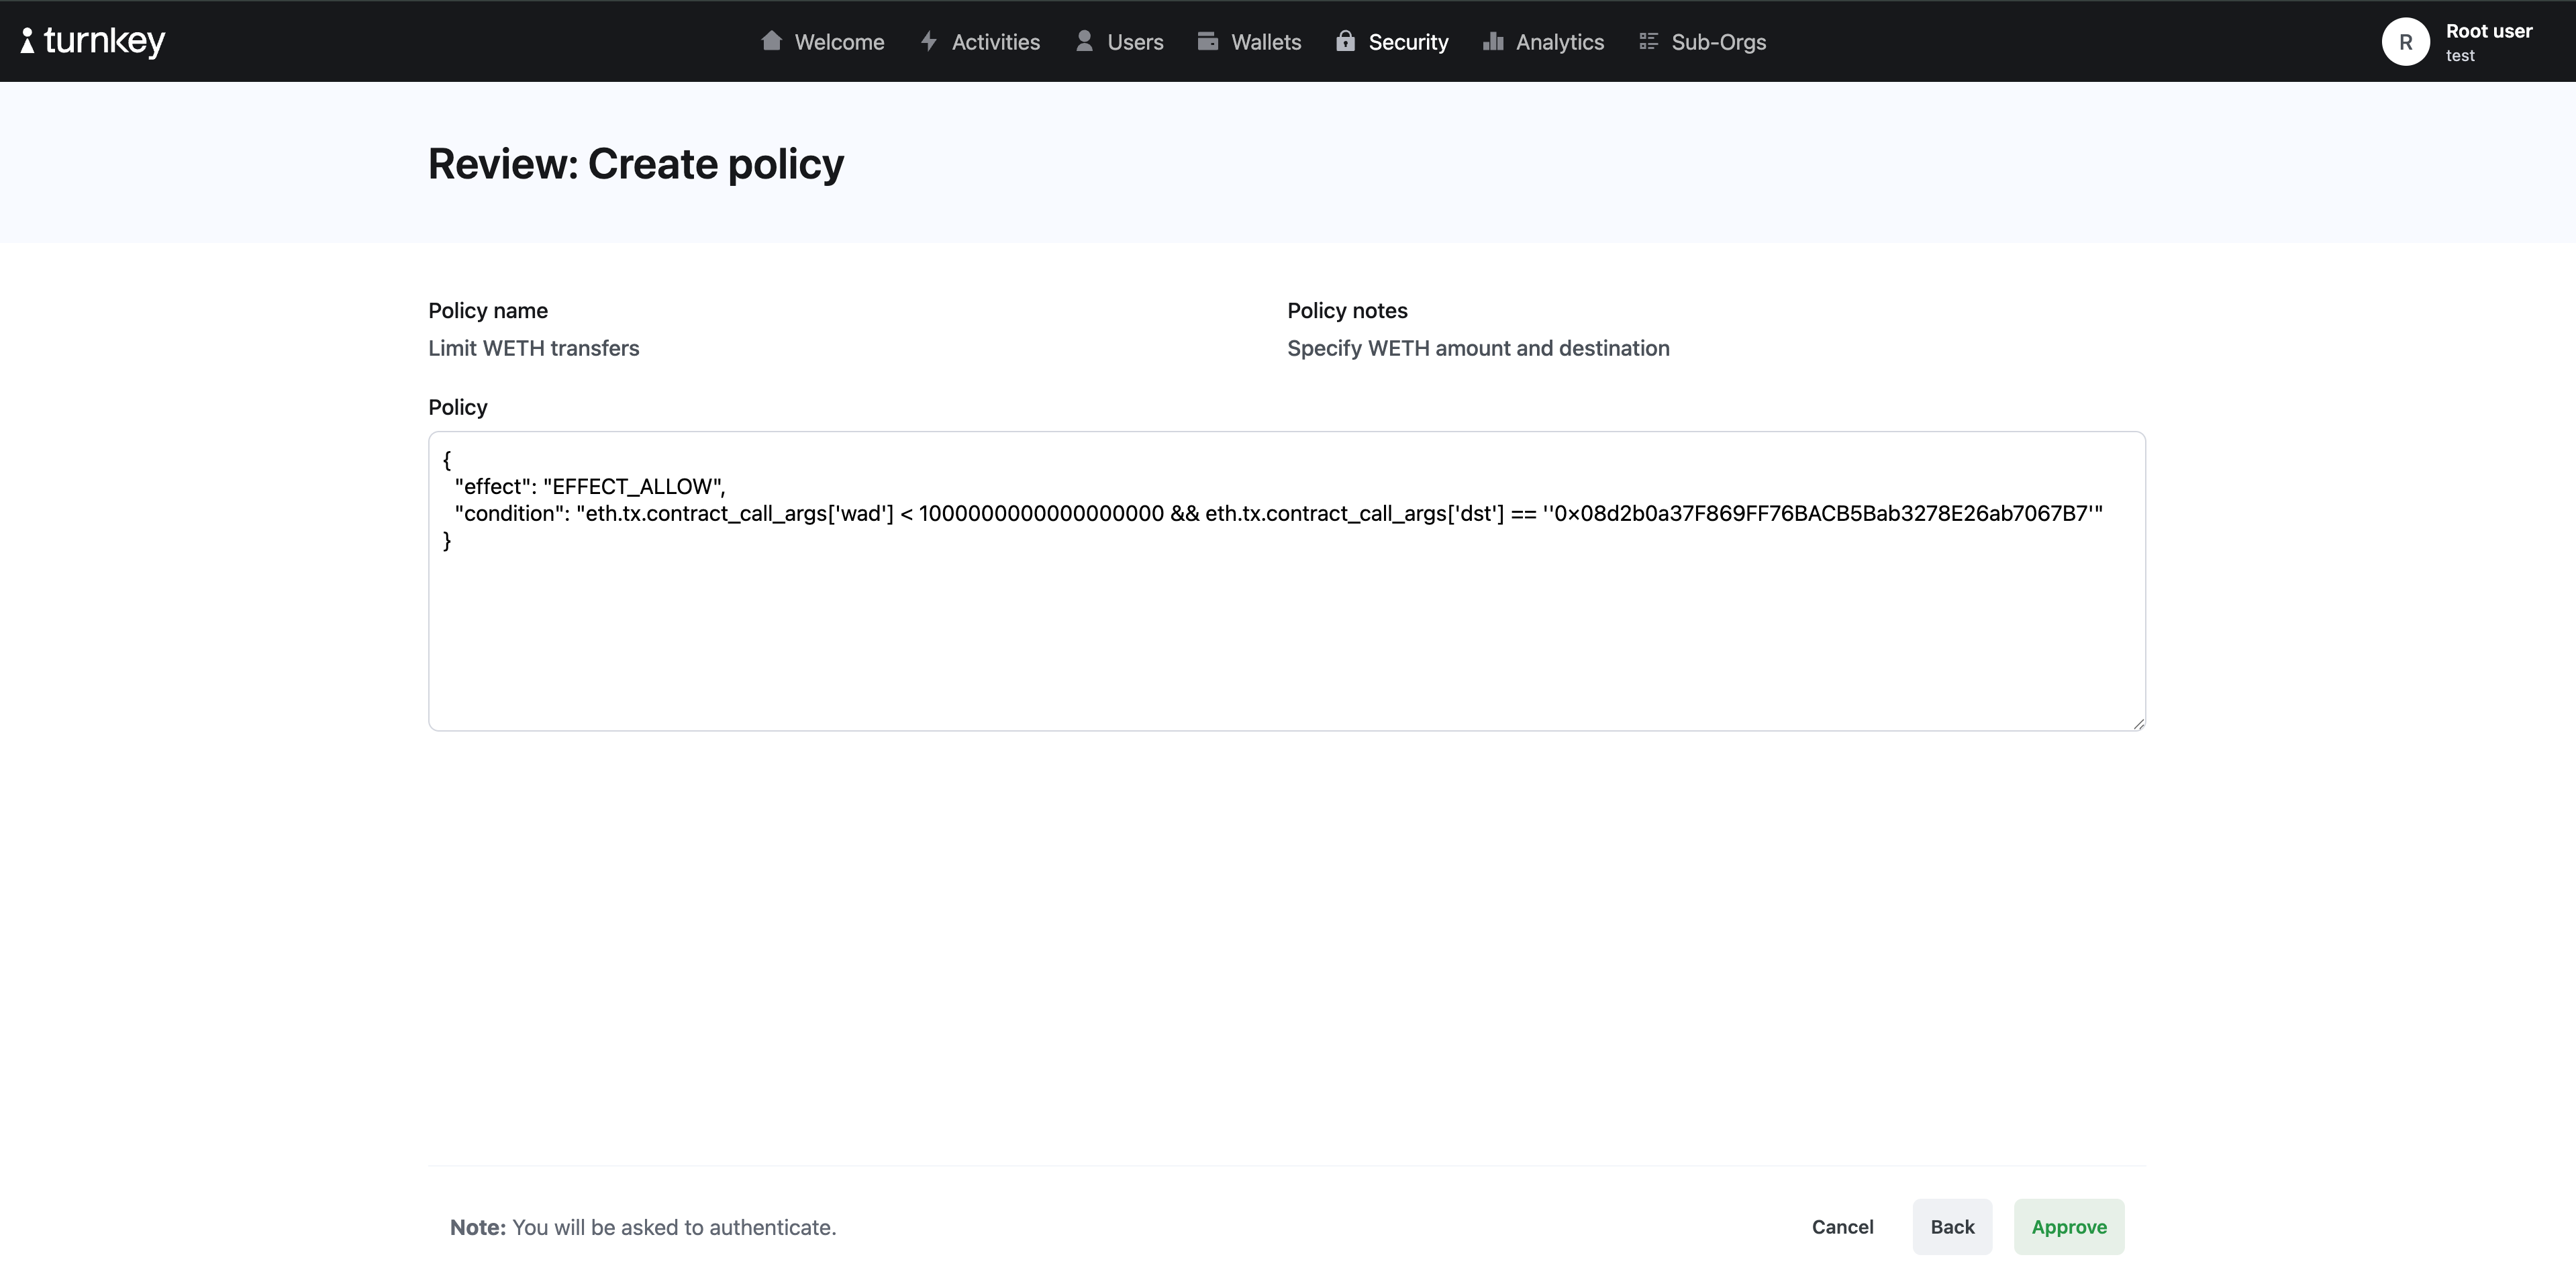 turnkey
Welcome
Activities
Users
Wallets
Security
Analytics
Sub-Orgs
R
Root user
test
Review: Create policy
Policy name
Limit WETH transfers
Policy notes
Specify WETH amount and destination
Policy
{
"effect": "EFFECT_ALLOW",
"condition": "eth.tx.contract_call_args['wad'] < 1000000000000000000 && eth.tx.contract_call_args['dst'] == ''0x08d2b0a37F869FF76BACB5Bab3278E26ab7067B7'"
}
Note: You will be asked to authenticate.
Cancel
Back
Approve